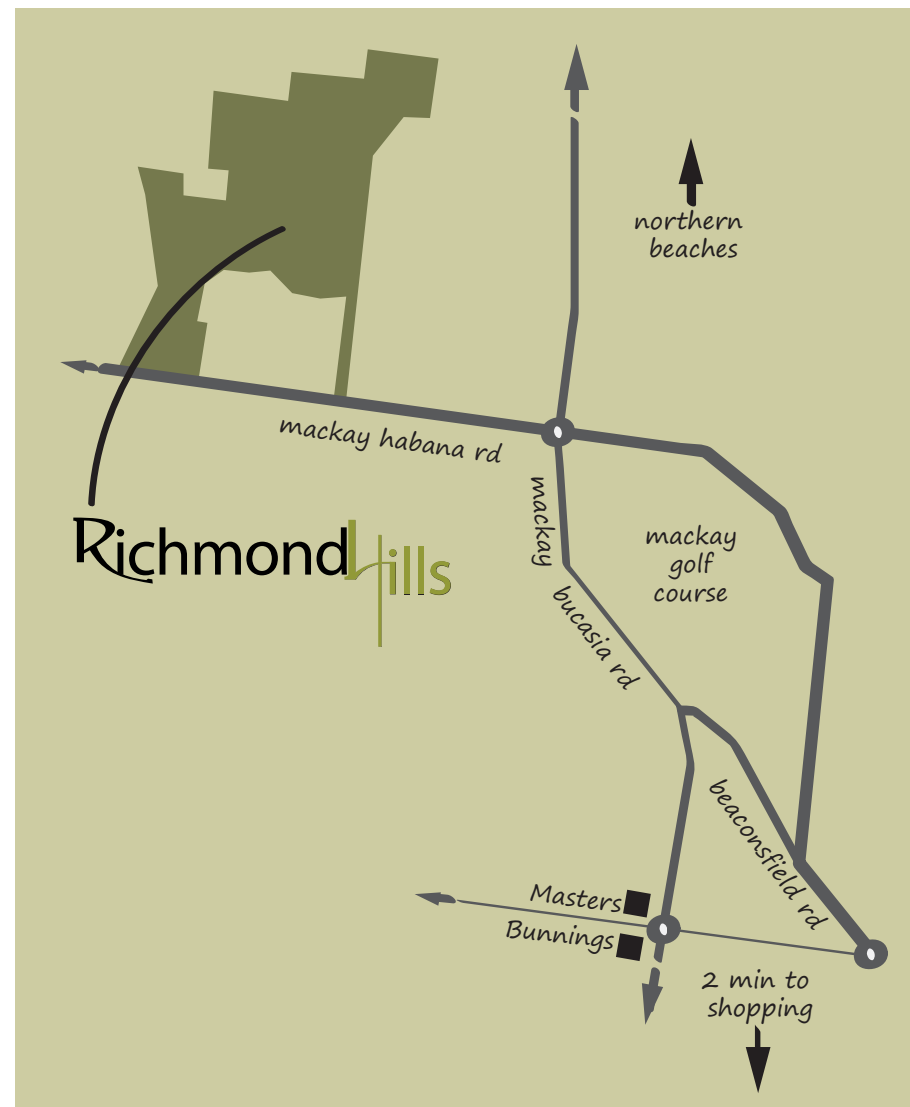 northern
beaches
mackay habana rd
mackay
bucasia rd
mackay
golf
course
RichmondHills
beaconsfield rd
Masters
Bunnings
2 min to
shopping